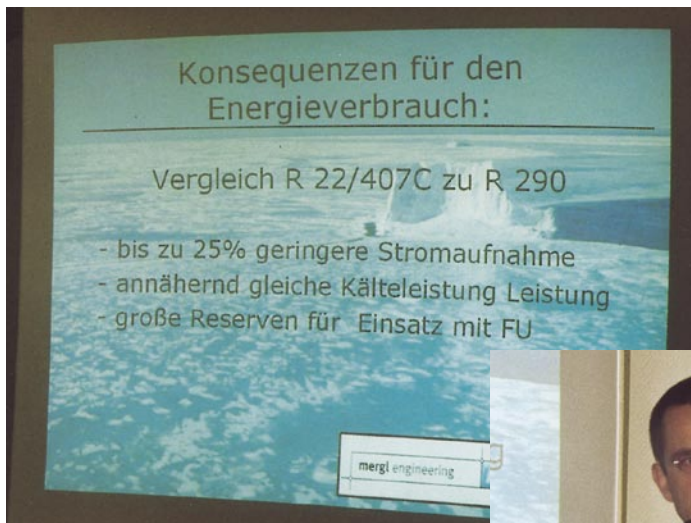 Konsequenzen für den
Energieverbrauch:
Vergleich R 22/407C zu R 290
- bis zu 25% geringere Stromaufnahme
- annähernd gleiche Kälteleistung Leistung
- große Reserven für Einsatz mit FU
mergl engineering